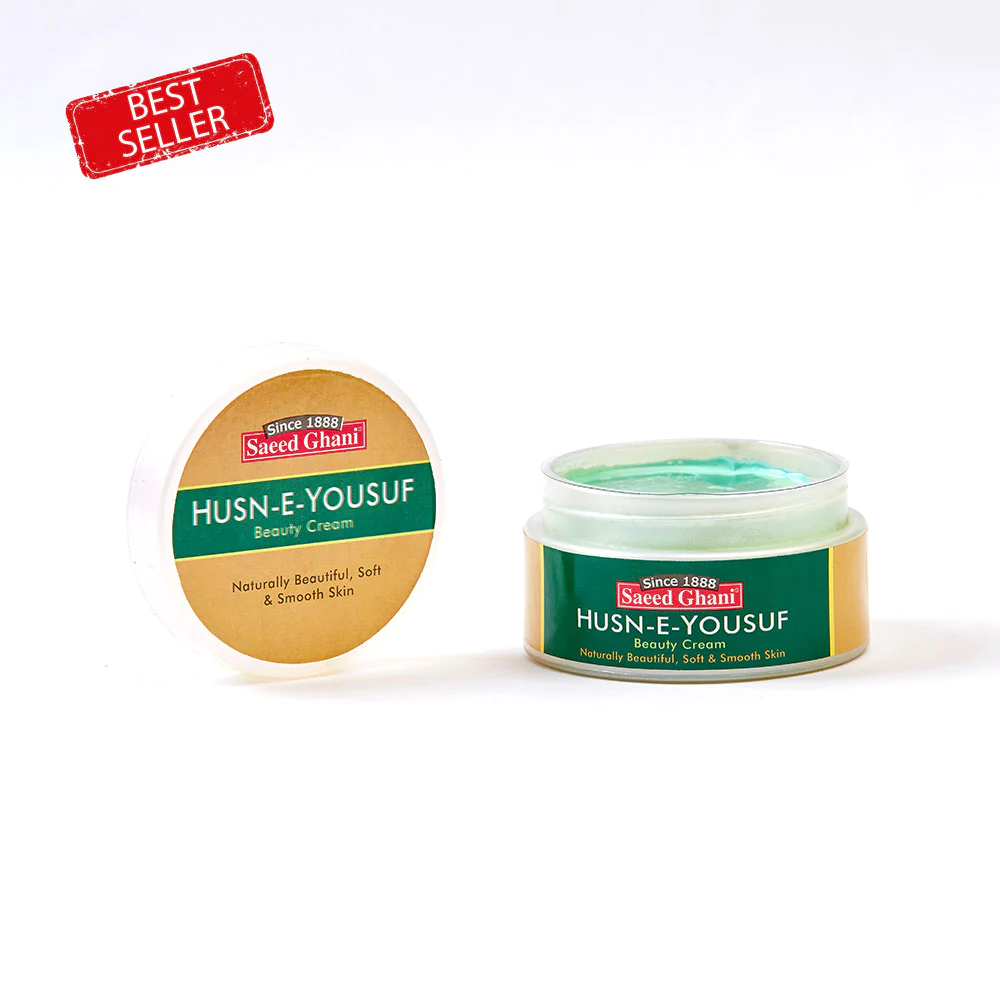 BEST
SELLER
Since 1888
Saeed Ghani
HUSN-E-YOUSUF
Beauty Cream
Naturally Beautiful, Soft
& Smooth Skin
Since 1888
Saeed Ghani
HUSN-E-YOUSUF
Beauty Cream
Naturally Beautiful, Soft & Smooth Skin